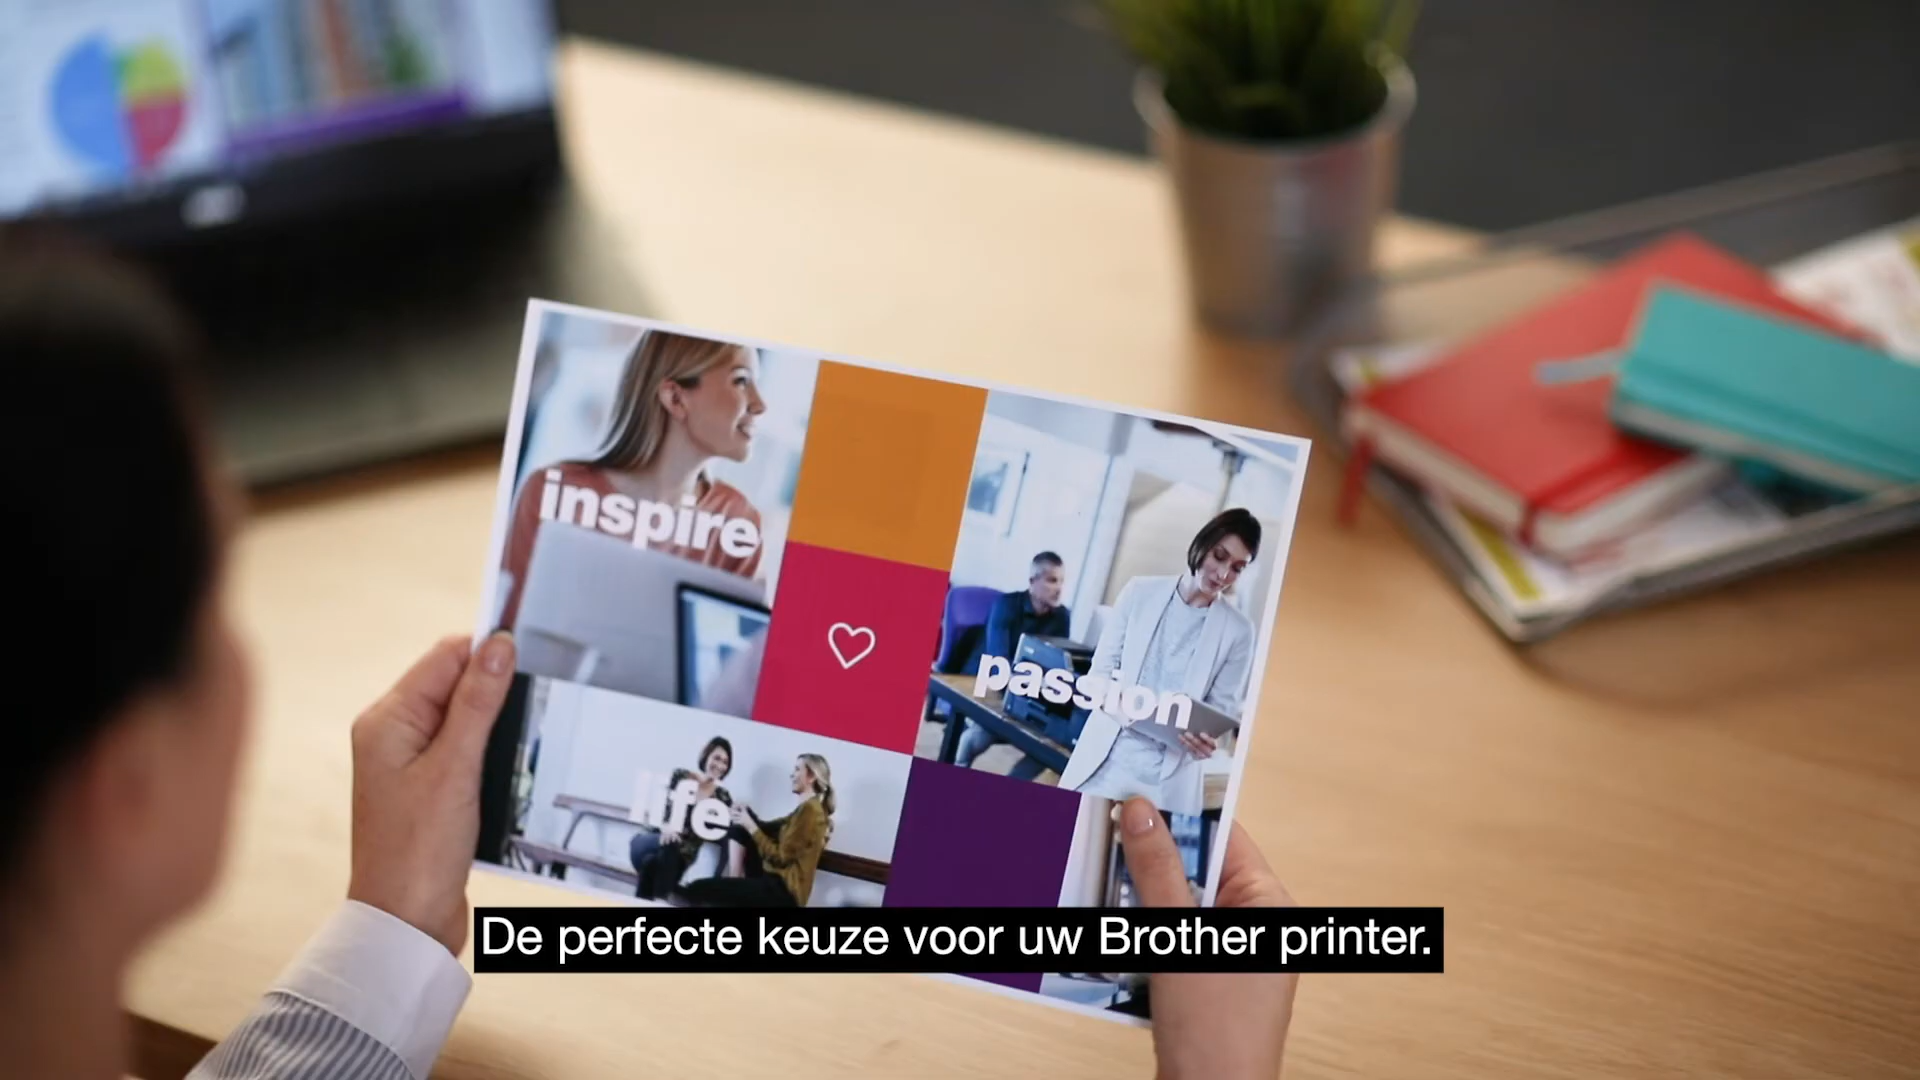 inspire
passion
life
De perfecte keuze voor uw Brother printer.